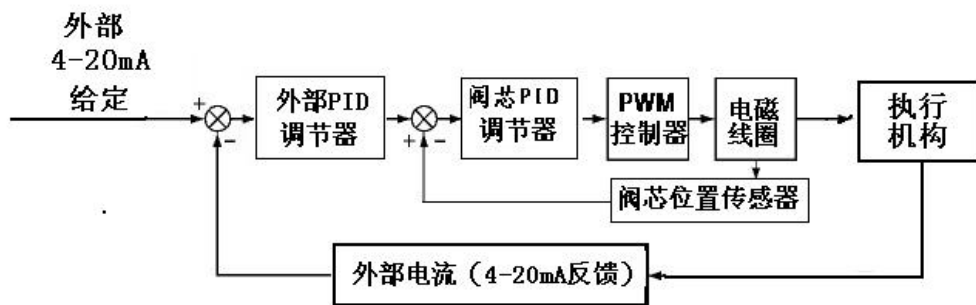 外部
4-20mA
给定
+
-
外部PID
调节器
+
-
阀芯PID
调节器
PWM
控制器
电磁
线圈
执行
机构
阀芯位置传感器
外部电流（4-20mA反馈）